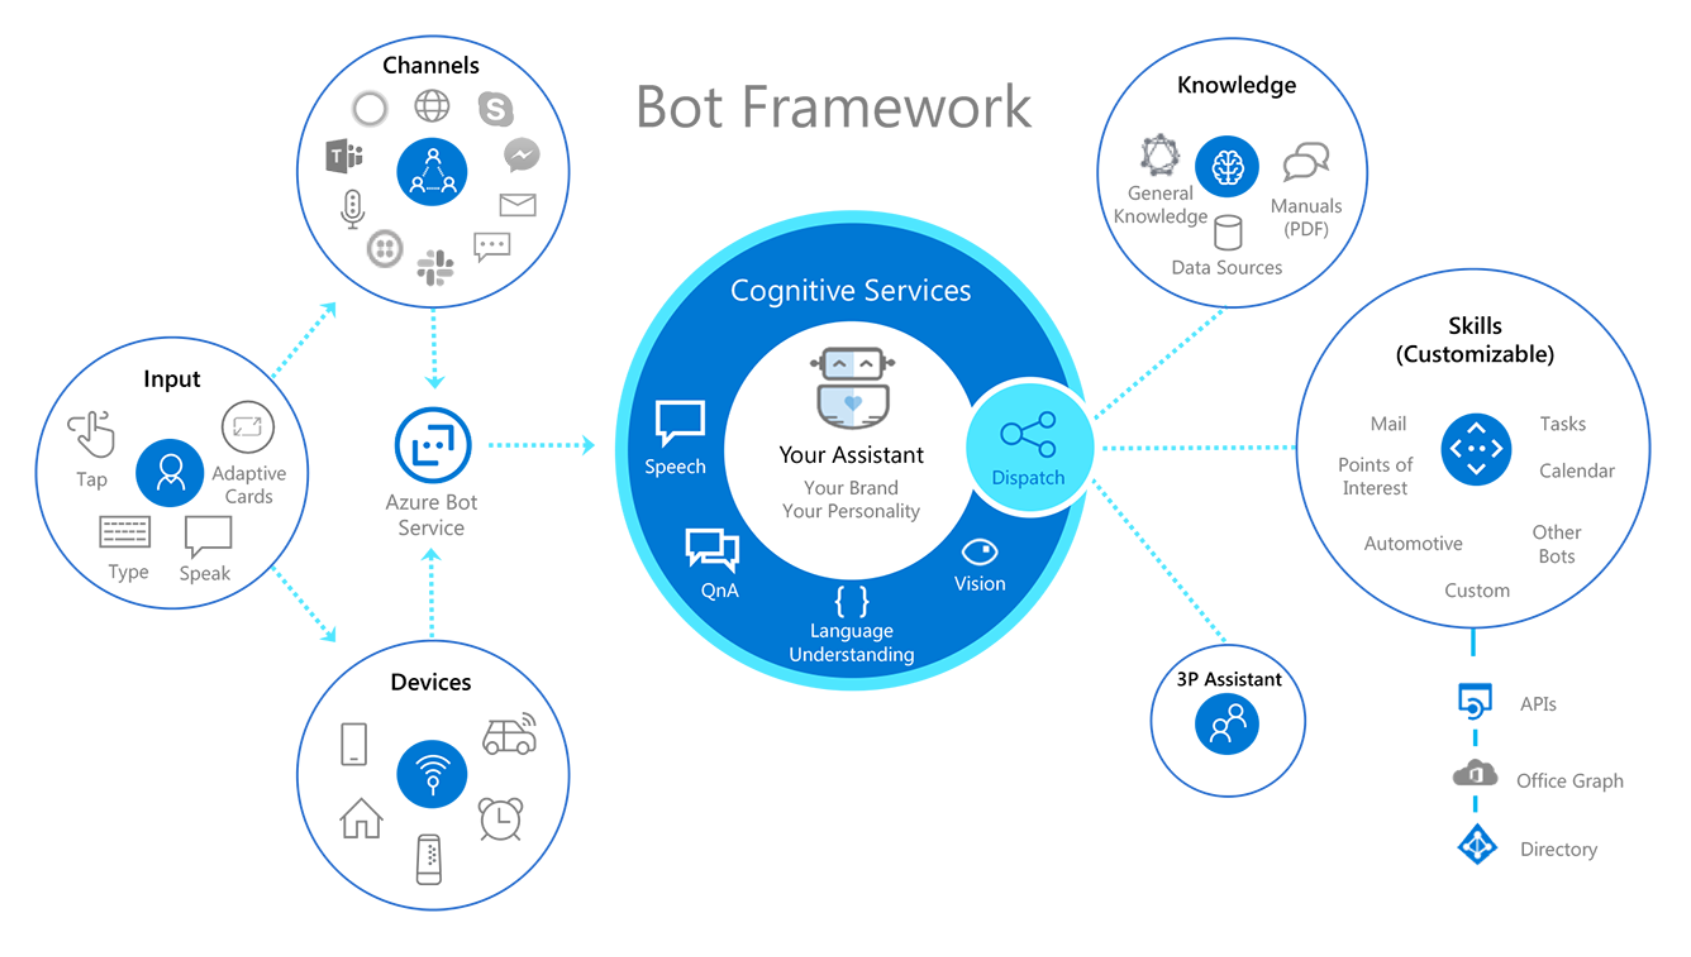 Bot Framework
Channels
T
S
Input
Tap
Adaptive
Cards
Type
Speak
Azure Bot
Service
Devices
Cognitive Services
Speech
QnA
{ }
Language
Understanding
Vision
Your Assistant
Your Brand
Your Personality
Dispatch
Knowledge
General
Knowledge
Manuals
(PDF)
Data Sources
Skills
(Customizable)
Mail
Tasks
Points of
Interest
Calendar
Automotive
Other
Bots
Custom
3P Assistant
APIs
Office Graph
Directory